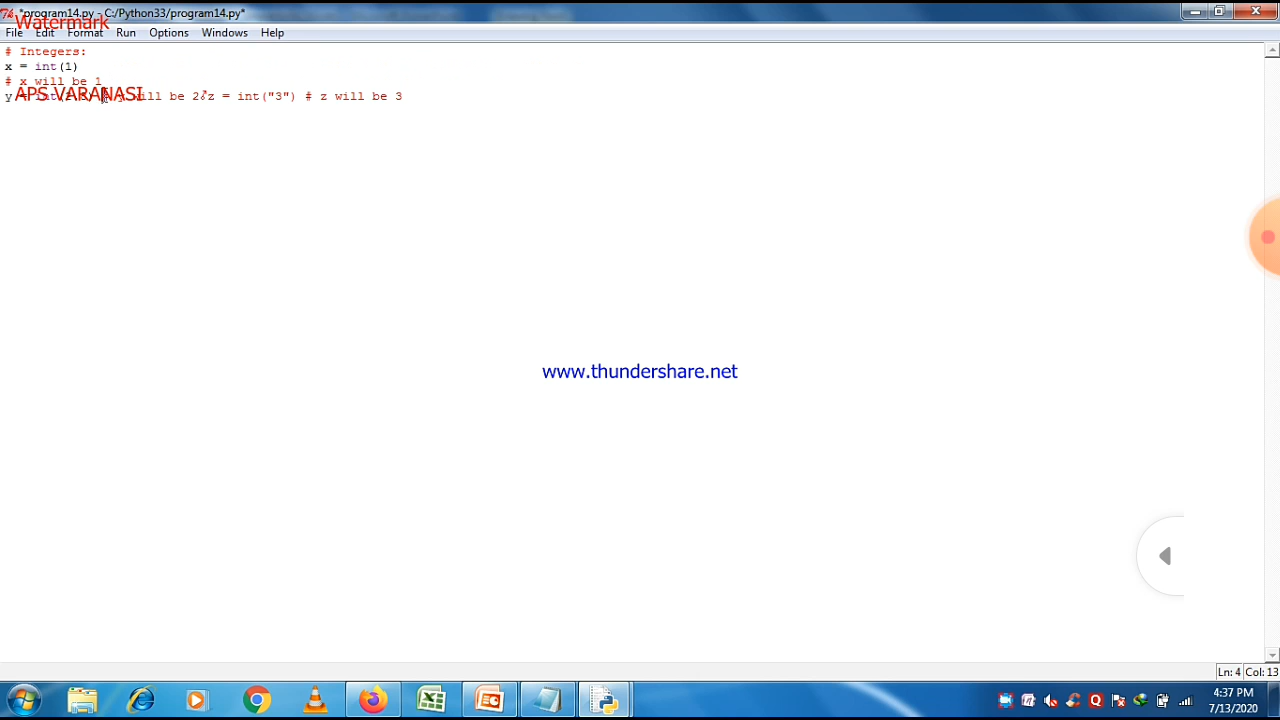 *program14.py - C:/Python33/program14.py*
Watermark
File Edit Format Run Options Windows Help
# Integers:
x = int(1)
# x will be 1
APS VARANASI
y = will be 2♂z = int("3") # z will be 3
www.thundershare.net
Ln: 4 Col: 13
4:37 PM
7/13/2020